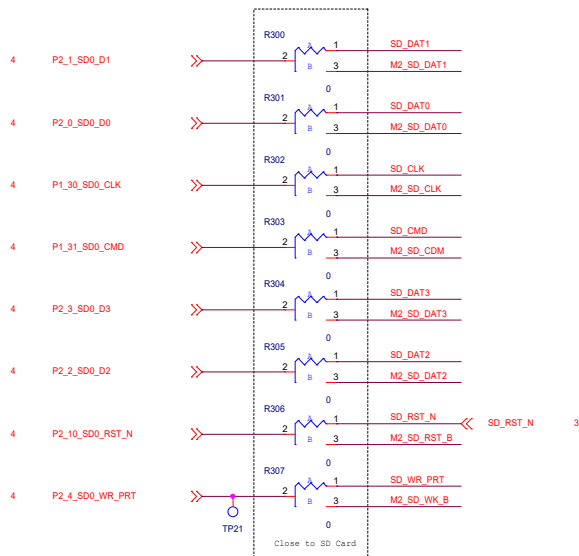 R300
A
1
SD_DAT1
4
P2_1_SD0_D1
2
B
3
M2_SD_DAT1
0
R301
A
1
SD_DAT0
4
P2_0_SD0_D0
2
B
3
M2_SD_DAT0
0
R302
A
1
SD_CLK
4
P1_30_SD0_CLK
2
B
3
M2_SD_CLK
0
R303
A
1
SD_CMD
4
P1_31_SD0_CMD
2
B
3
M2_SD_CDM
0
R304
A
1
SD_DAT3
4
P2_3_SD0_D3
2
B
3
M2_SD_DAT3
0
R305
A
1
SD_DAT2
4
P2_2_SD0_D2
2
B
3
M2_SD_DAT2
0
R306
A
1
SD_RST_N
SD_RST_N
3
4
P2_10_SD0_RST_N
2
B
3
M2_SD_RST_B
0
R307
A
1
SD_WR_PRT
4
P2_4_SD0_WR_PRT
2
B
3
M2_SD_WK_B
TP21
0
Close to SD Card